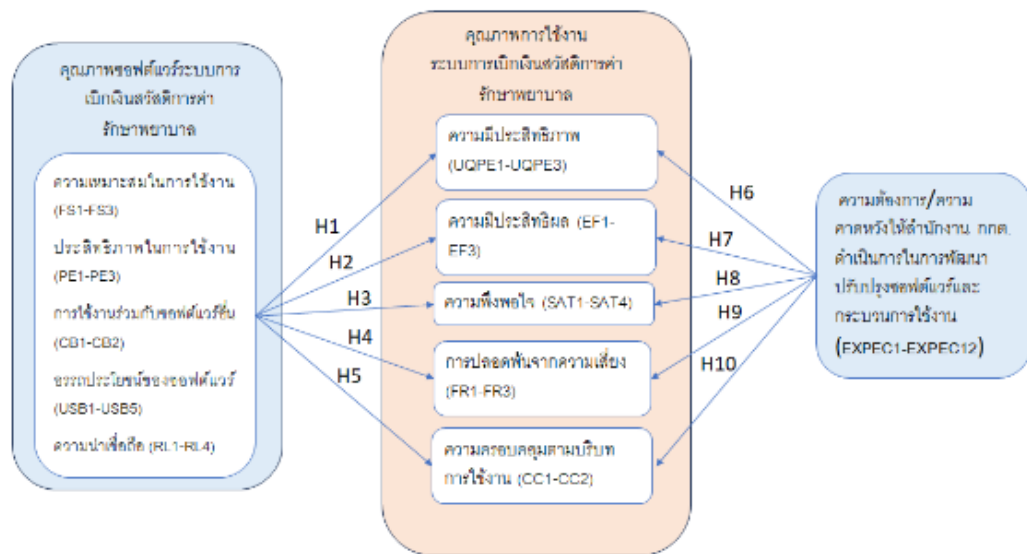 คุณภาพซอฟต์แวร์ระบบการ
เบิกเงินสวัสดิการค่า
รักษาพยาบาล
ความเหมาะสมในการใช้งาน
(FS1-FS3)
ประสิทธิภาพในการใช้งาน
(PE1-PE3)
การใช้งานร่วมกับซอฟต์แวร์อื่น
(CB1-CB2)
อรรถประโยชน์ของซอฟต์แวร์
(USB1-USB5)
ความน่าเชื่อถือ (RL1-RL4)
H1
H2
H3
H4
H5
คุณภาพการใช้งาน
ระบบการเบิกเงินสวัสดิการค่า
รักษาพยาบาล
ความมีประสิทธิภาพ
(UQPE1-UQPE3)
ความมีประสิทธิผล (EF1-
EF3)
ความพึงพอใจ (SAT1-SAT4)
การปลอดพ้นจากความเสี่ยง
(FR1-FR3)
ความครอบคลุมตามบริบท
การใช้งาน (CC1-CC2)
H6
H7
H8
H9
H10
ความต้องการ/ความ
คาดหวังให้สำนักงาน กกต.
ดำเนินการในการพัฒนา
ปรับปรุงซอฟต์แวร์และ
กระบวนการใช้งาน
(EXPEC1-EXPEC12)